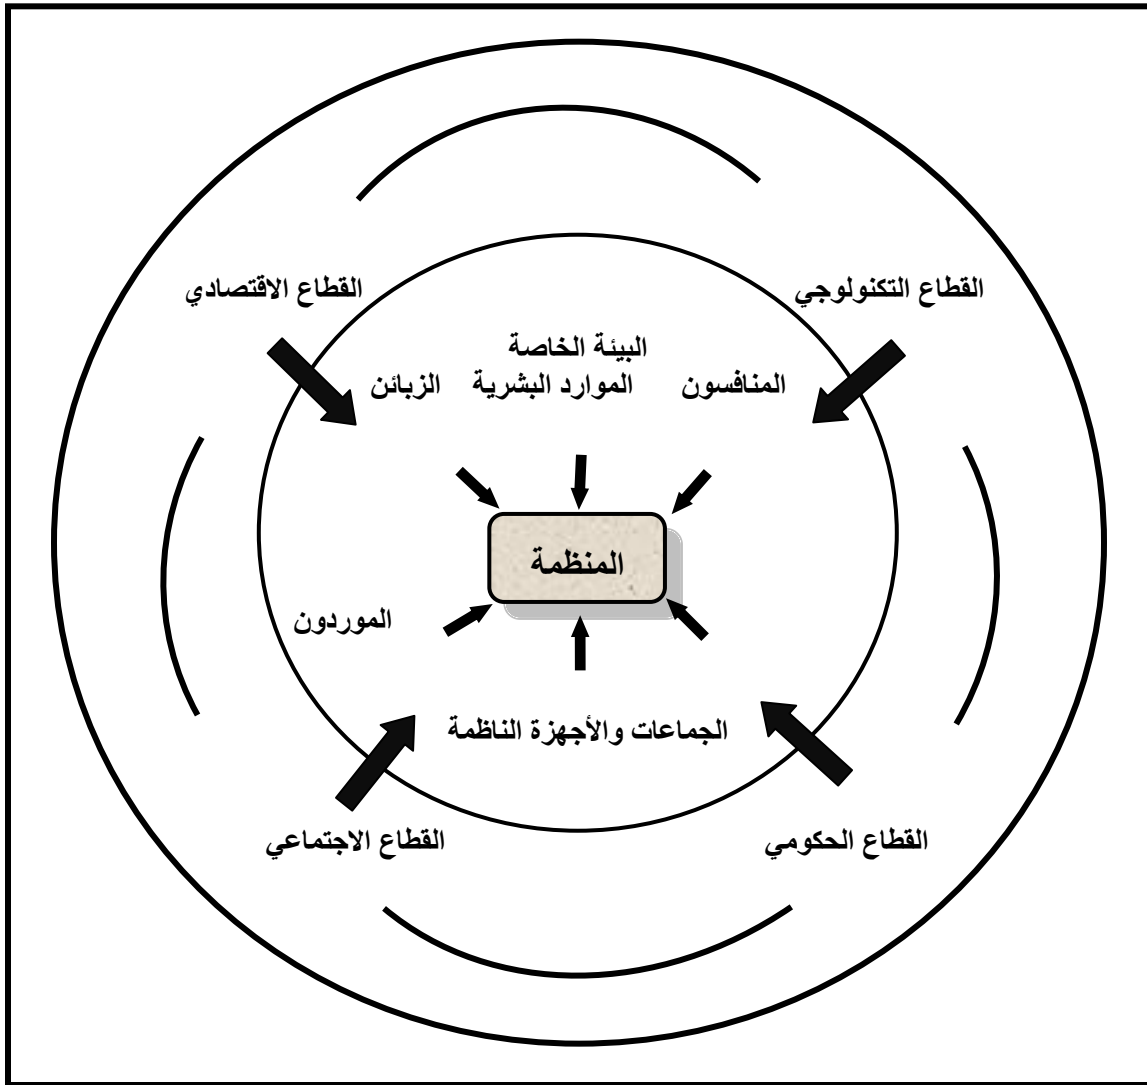 القطاع التكنولوجي
القطاع الاقتصادي
البيئة الخاصة
المنافسون
الموارد البشرية
الزبائن
المنظمة
الموردون
الجماعات والأجهزة الناظمة
القطاع الحكومي
القطاع الاجتماعي